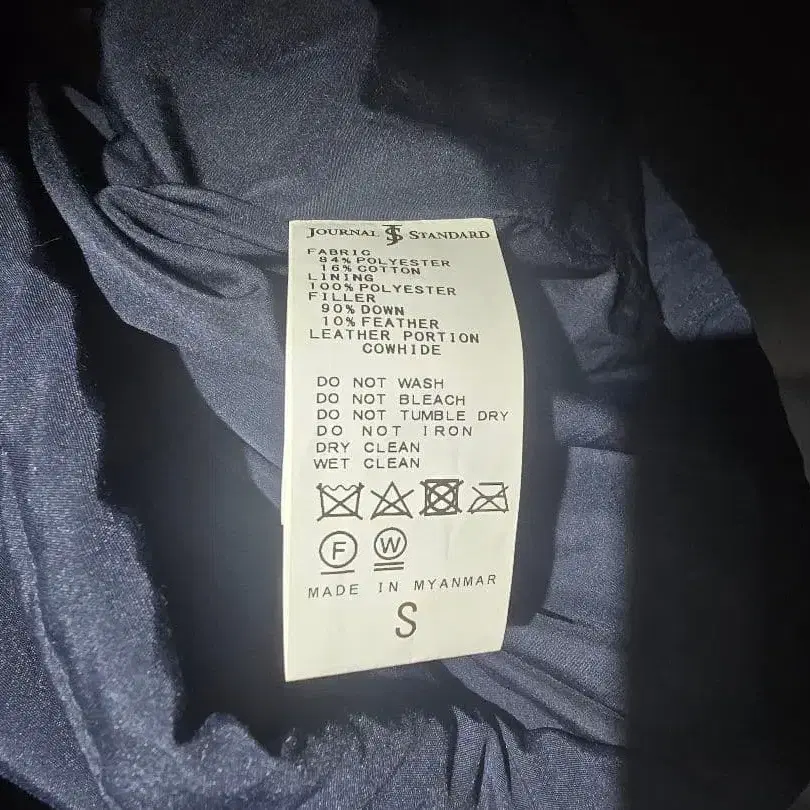 JOURNAL JS STANDARD
FABRIC
84% POLYESTER
16% COTTON
LINING
100% POLYESTER
FILLER
90% DOWN
10% FEATHER
LEATHER PORTION
COWHIDE
DO NOT WASH
DO NOT BLEACH
DO NOT TUMBLE DRY
DO NOT IRON
DRY CLEAN
WET CLEAN
F W
MADE IN MYANMAR
S